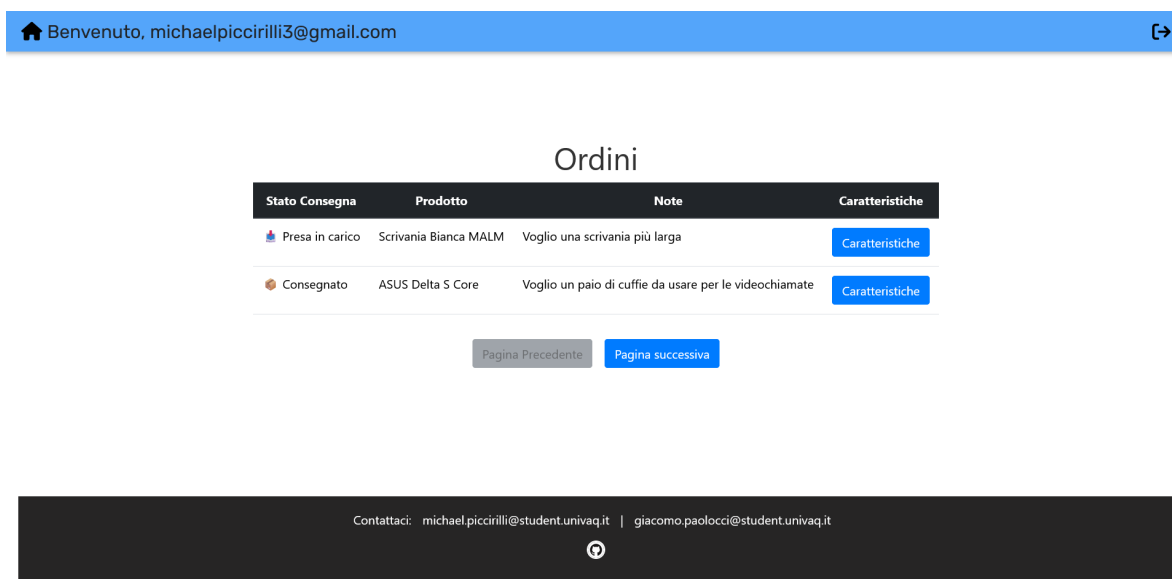 Benvenuto, michaelpiccirilli3@gmail.com
Ordini
Stato Consegna Prodotto Note Caratteristiche
Presa in carico Scrivania Bianca MALM Voglio una scrivania più larga Caratteristiche
Consegnato ASUS Delta S Core Voglio un paio di cuffie da usare per le videochiamate Caratteristiche
Pagina Precedente Pagina successiva
Contattaci: michael.piccirilli@student.univaq.it | giacomo.paolocci@student.univaq.it